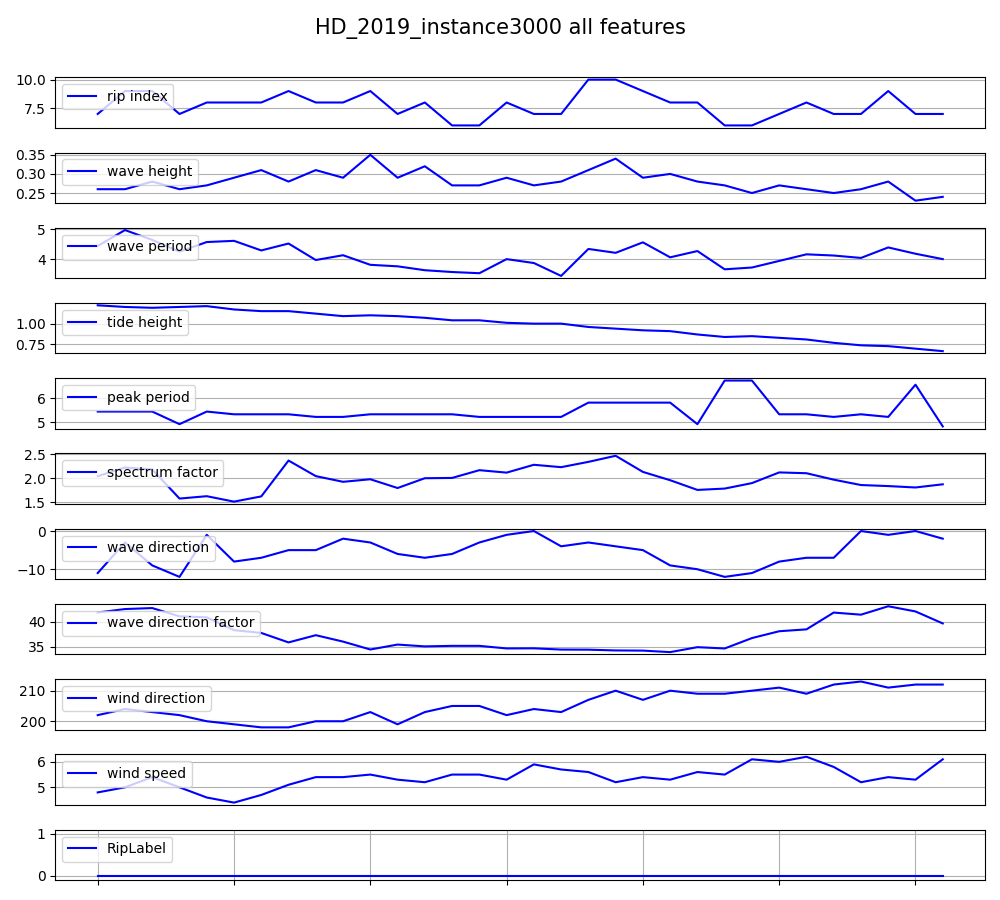 HD_2019_instance3000 all features
10.0
7.5
rip index
0.35
0.30
0.25
wave height
5
4
wave period
1.00
0.75
tide height
6
5
peak period
2.5
2.0
1.5
spectrum factor
0
−10
wave direction
40
35
wave direction factor
210
200
wind direction
6
5
wind speed
1
0
RipLabel